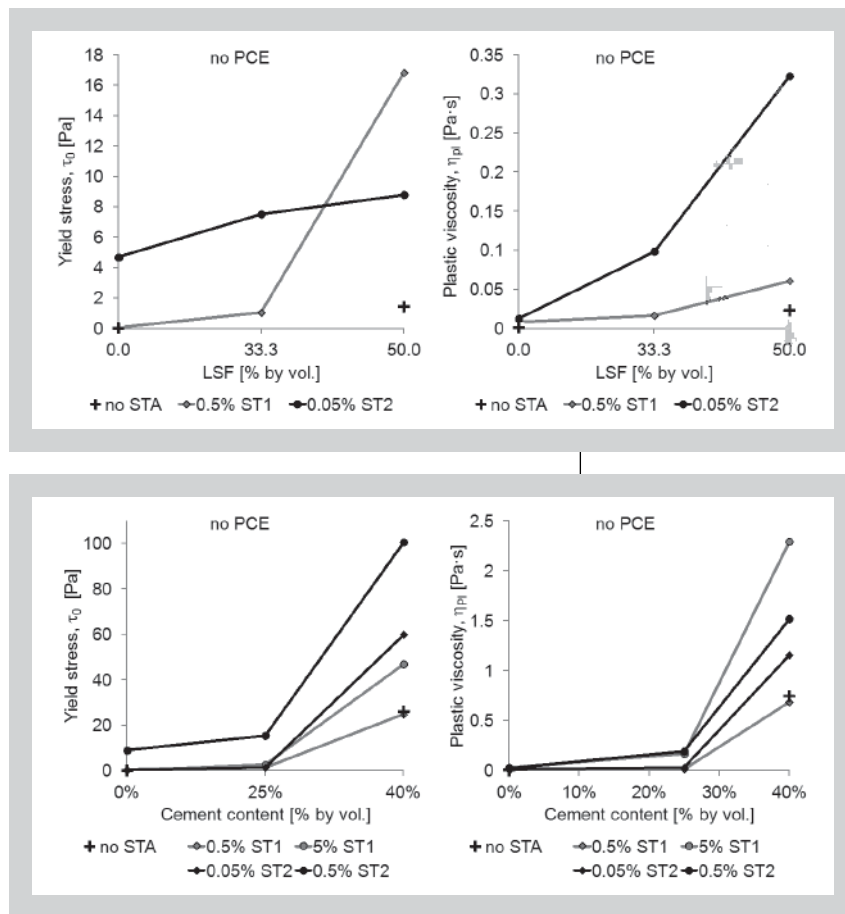 no PCE
Yield stress, τ0 [Pa]
18
16
14
12
10
8
6
4
2
0
0.0 33.3 50.0
LSF [% by vol.]
no STA 0.5% ST1 0.05% ST2
no PCE
Plastic viscosity, ηpl [Pa·s]
0.35
0.3
0.25
0.2
0.15
0.1
0.05
0
0.0 33.3 50.0
LSF [% by vol.]
no STA 0.5% ST1 0.05% ST2
no PCE
Yield stress, τ0 [Pa]
100
80
60
40
20
0
0% 25% 40%
Cement content [% by vol.]
no STA 0.5% ST1 5% ST1
0.05% ST2 0.5% ST2
no PCE
Plastic viscosity, ηPl [Pa·s]
2.5
2
1.5
1
0.5
0
0% 10% 20% 30% 40%
Cement content [% by vol.]
no STA 0.5% ST1 5% ST1
0.05% ST2 0.5% ST2